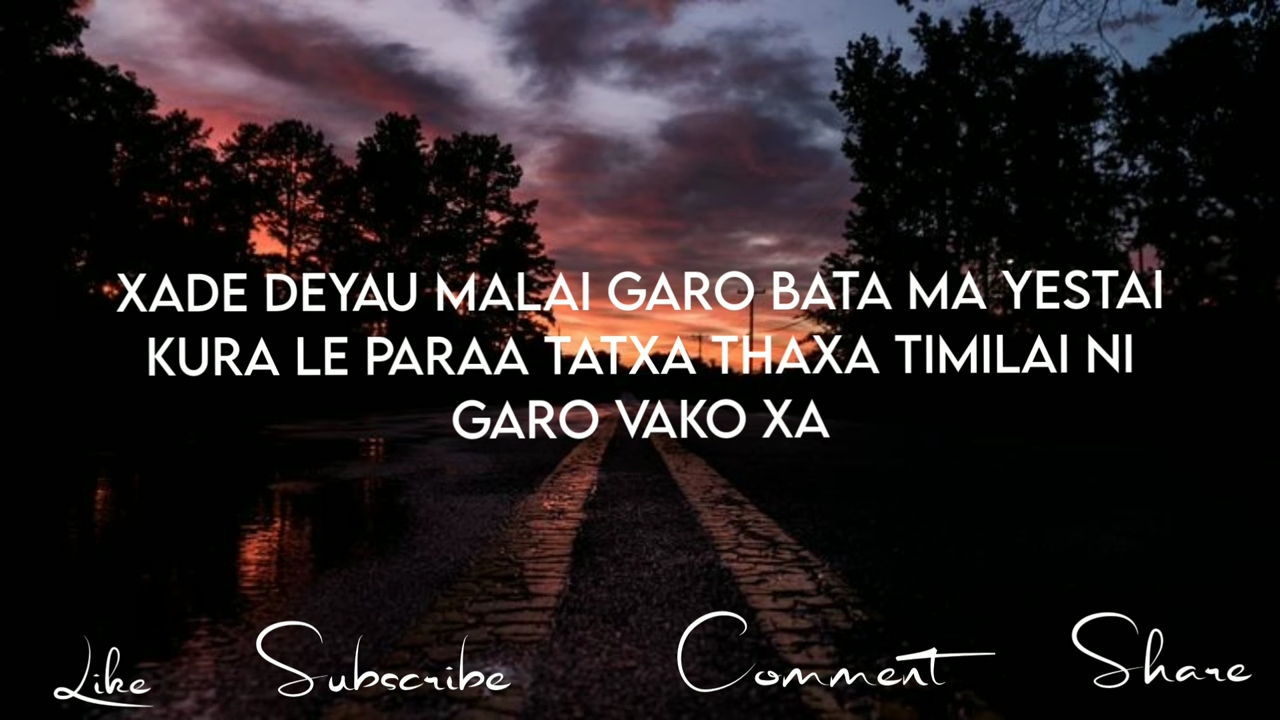 XADE DEYAU MALAI GARO BATA MA YESTAI
KURA LE PARAA TATXA THAXA TIMILAI NI
GARO VAKO XA
Like Subscribe Comment Share